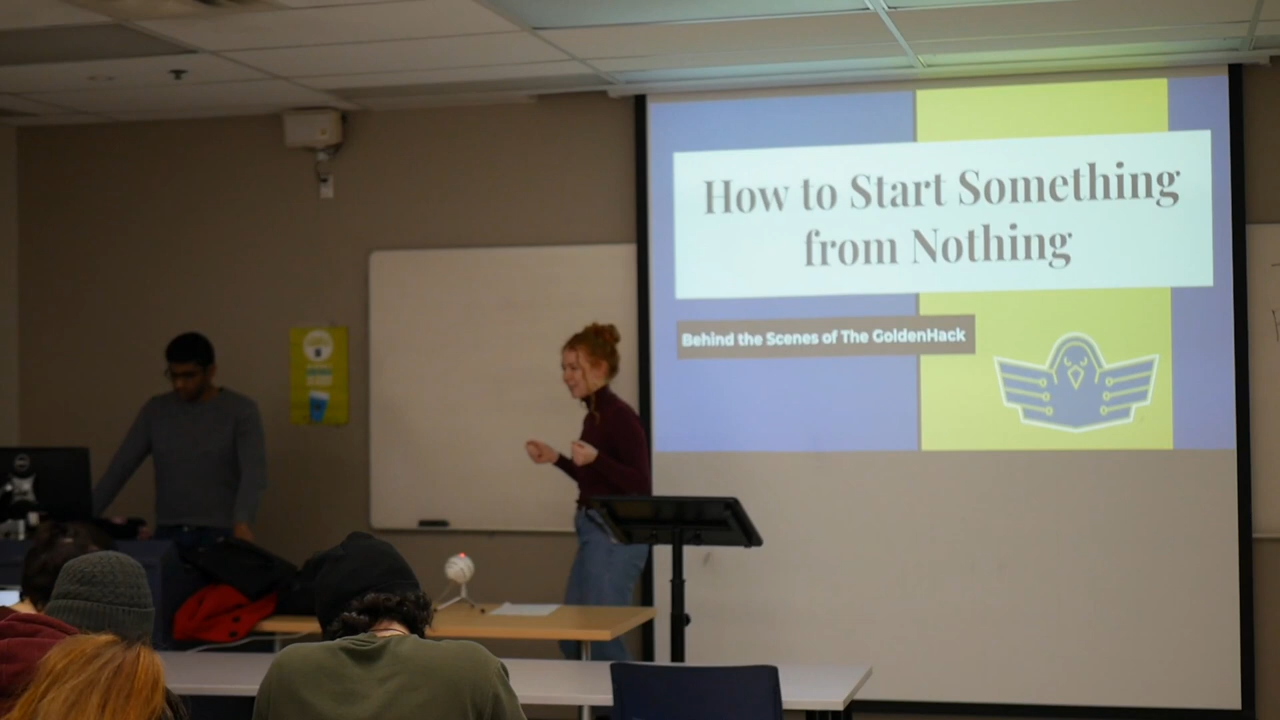 How to Start Something
from Nothing
Behind the Scenes of The GoldenHack